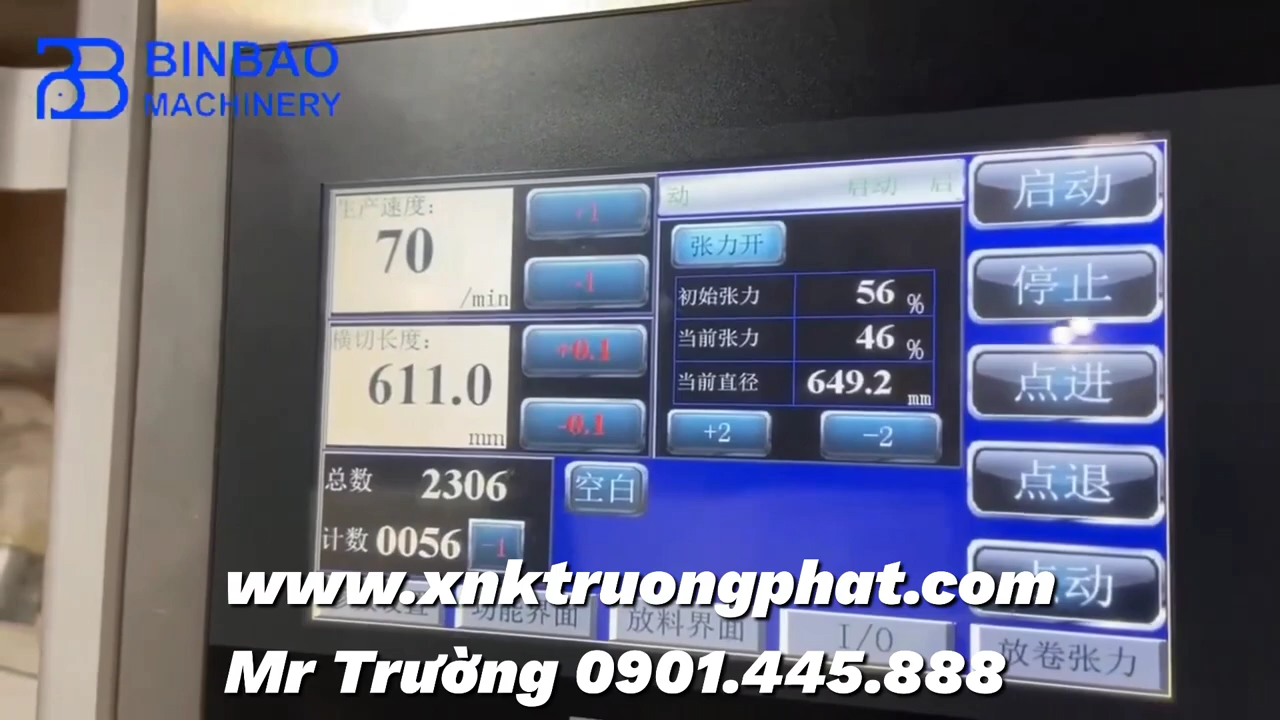 BINBAO
MACHINERY
生产速度:
70
/min
+1
-1
横切长度:
611.0
mm
+0.1
-0.1
总数 2306
计数 0056
-1
空白
动 启动 启
张力开
初始张力 56 %
当前张力 46 %
当前直径 649.2 mm
+2
-2
启动
停止
点进
点退
点动
功能界面
放料界面
I/O
放卷张力
www.xnktruongphat.com
Mr Trường 0901.445.888